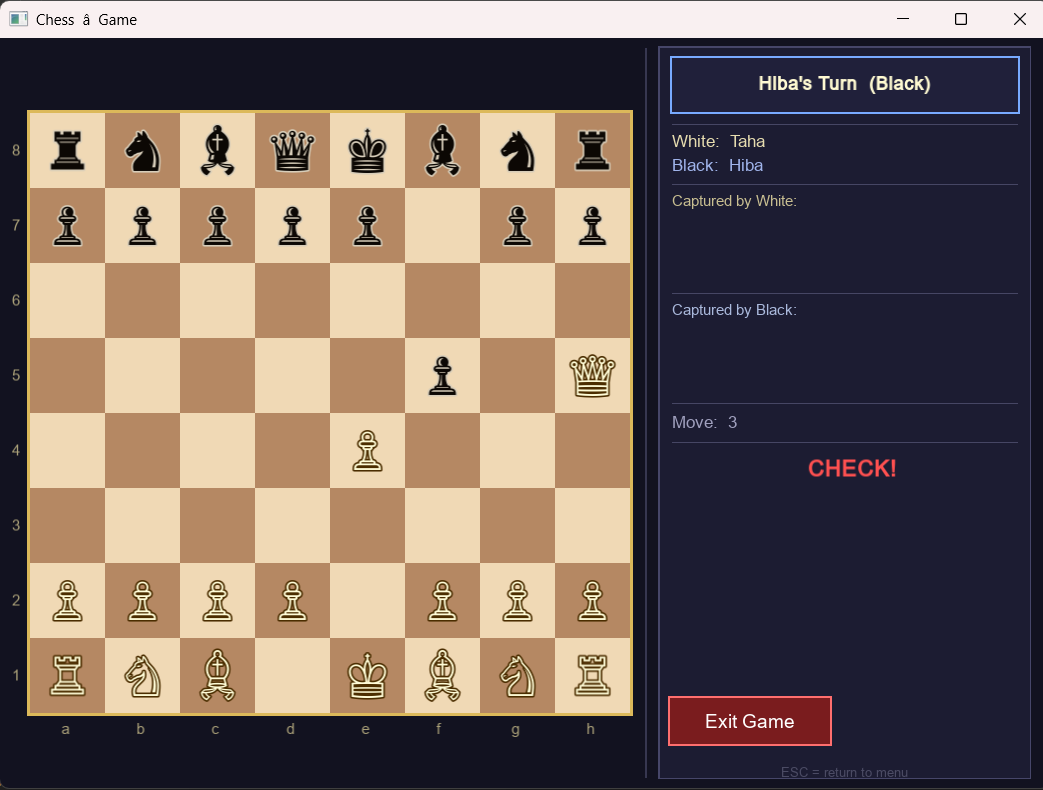 Chess â Game
Hiba's Turn (Black)
White: Taha
Black: Hiba
Captured by White:
Captured by Black:
Move: 3
CHECK!
Exit Game
ESC = return to menu
8
7
6
5
4
3
2
1
a b c d e f g h